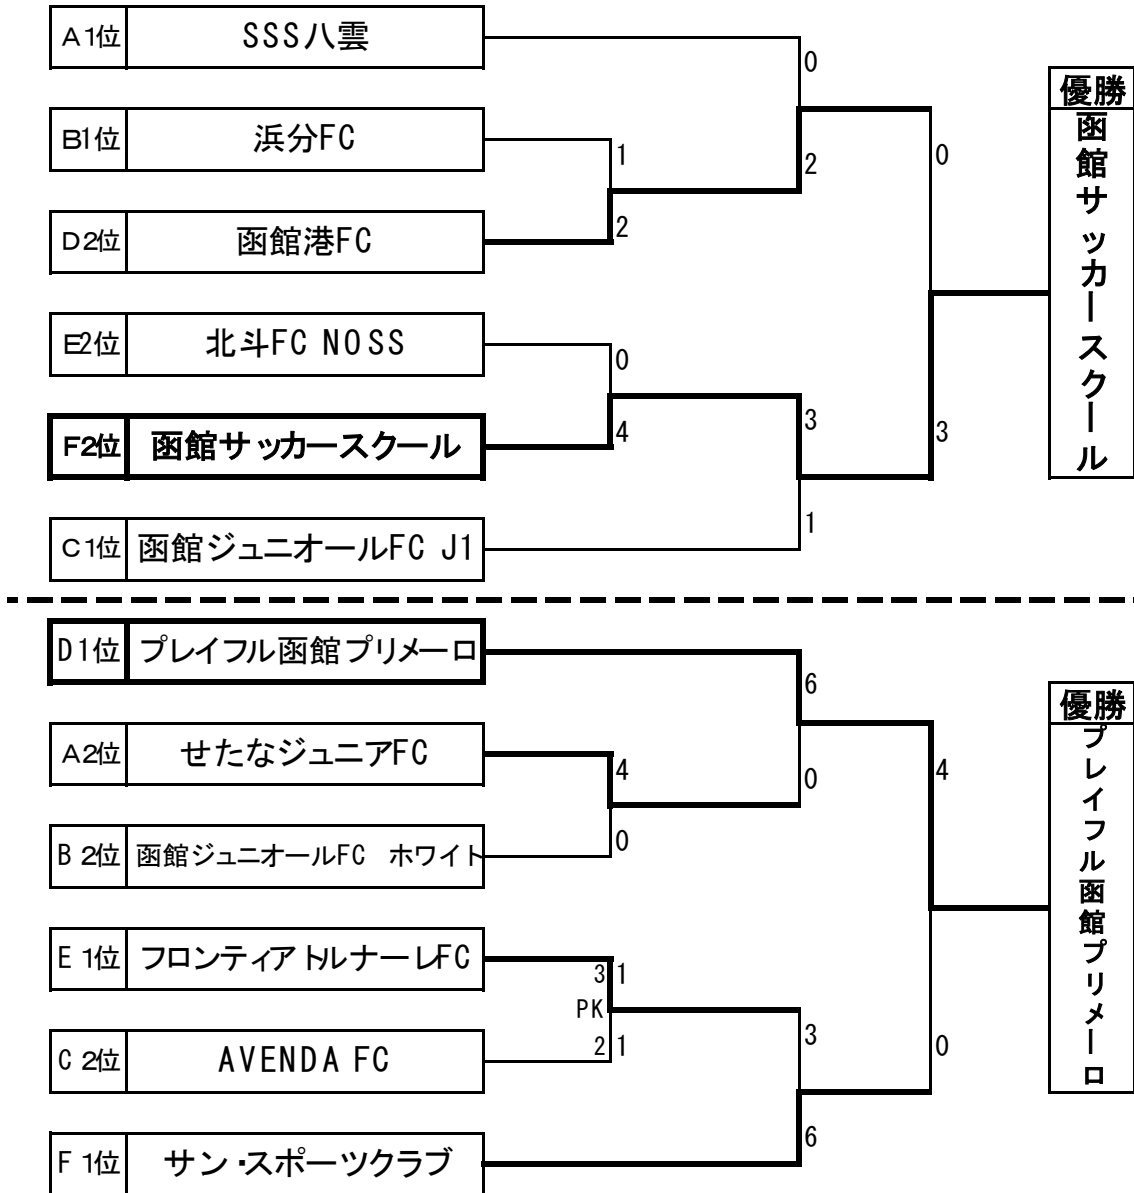 A1位 SSS八雲
0
優勝
函館サッカースクール
B1位 浜分FC
1
2
0
D2位 函館港FC
2
E2位 北斗FC NOSS
0
F2位 函館サッカースクール
4
3
3
C1位 函館ジュニオールFC J1
1
D1位 プレイフル函館プリメーロ
6
優勝
プレイフル函館プリメーロ
A2位 せたなジュニアFC
4
0
4
B 2位 函館ジュニオールFC ホワイト
0
E 1位 フロンティアトルナーレFC
3 1
PK
C 2位 AVENDA FC
2 1
3
0
F 1位 サン・スポーツクラブ
6